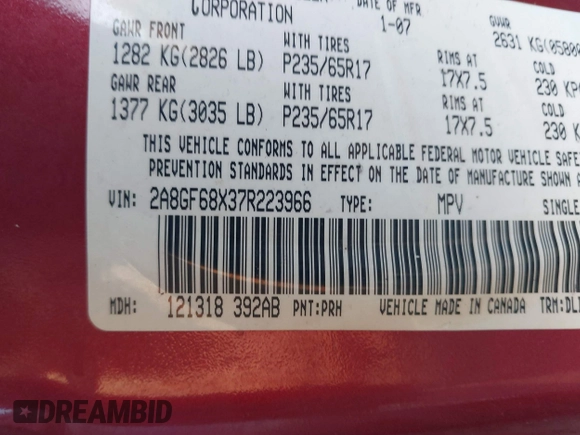 CORPORATION DATE OF MFR GVWR
1-07
GAWR FRONT WITH TIRES RIMS AT COLD
1282 KG(2826 LB) P235/65R17 17X7.5 230
GAWR REAR WITH TIRES RIMS AT COLD
1377 KG(3035 LB) P235/65R17 17X7.5 230
THIS VEHICLE CONFORMS TO ALL APPLICABLE FEDERAL MOTOR VEHICLE
PREVENTION STANDARDS IN EFFECT ON THE DATE OF MANUFACTURE SHOWN
VIN: 2A8GF68X37R223966 TYPE: MPV SINGLE
MDH: 121318 392AB PNT:PRH VEHICLE MADE IN CANADA TRM:
DREAMBID